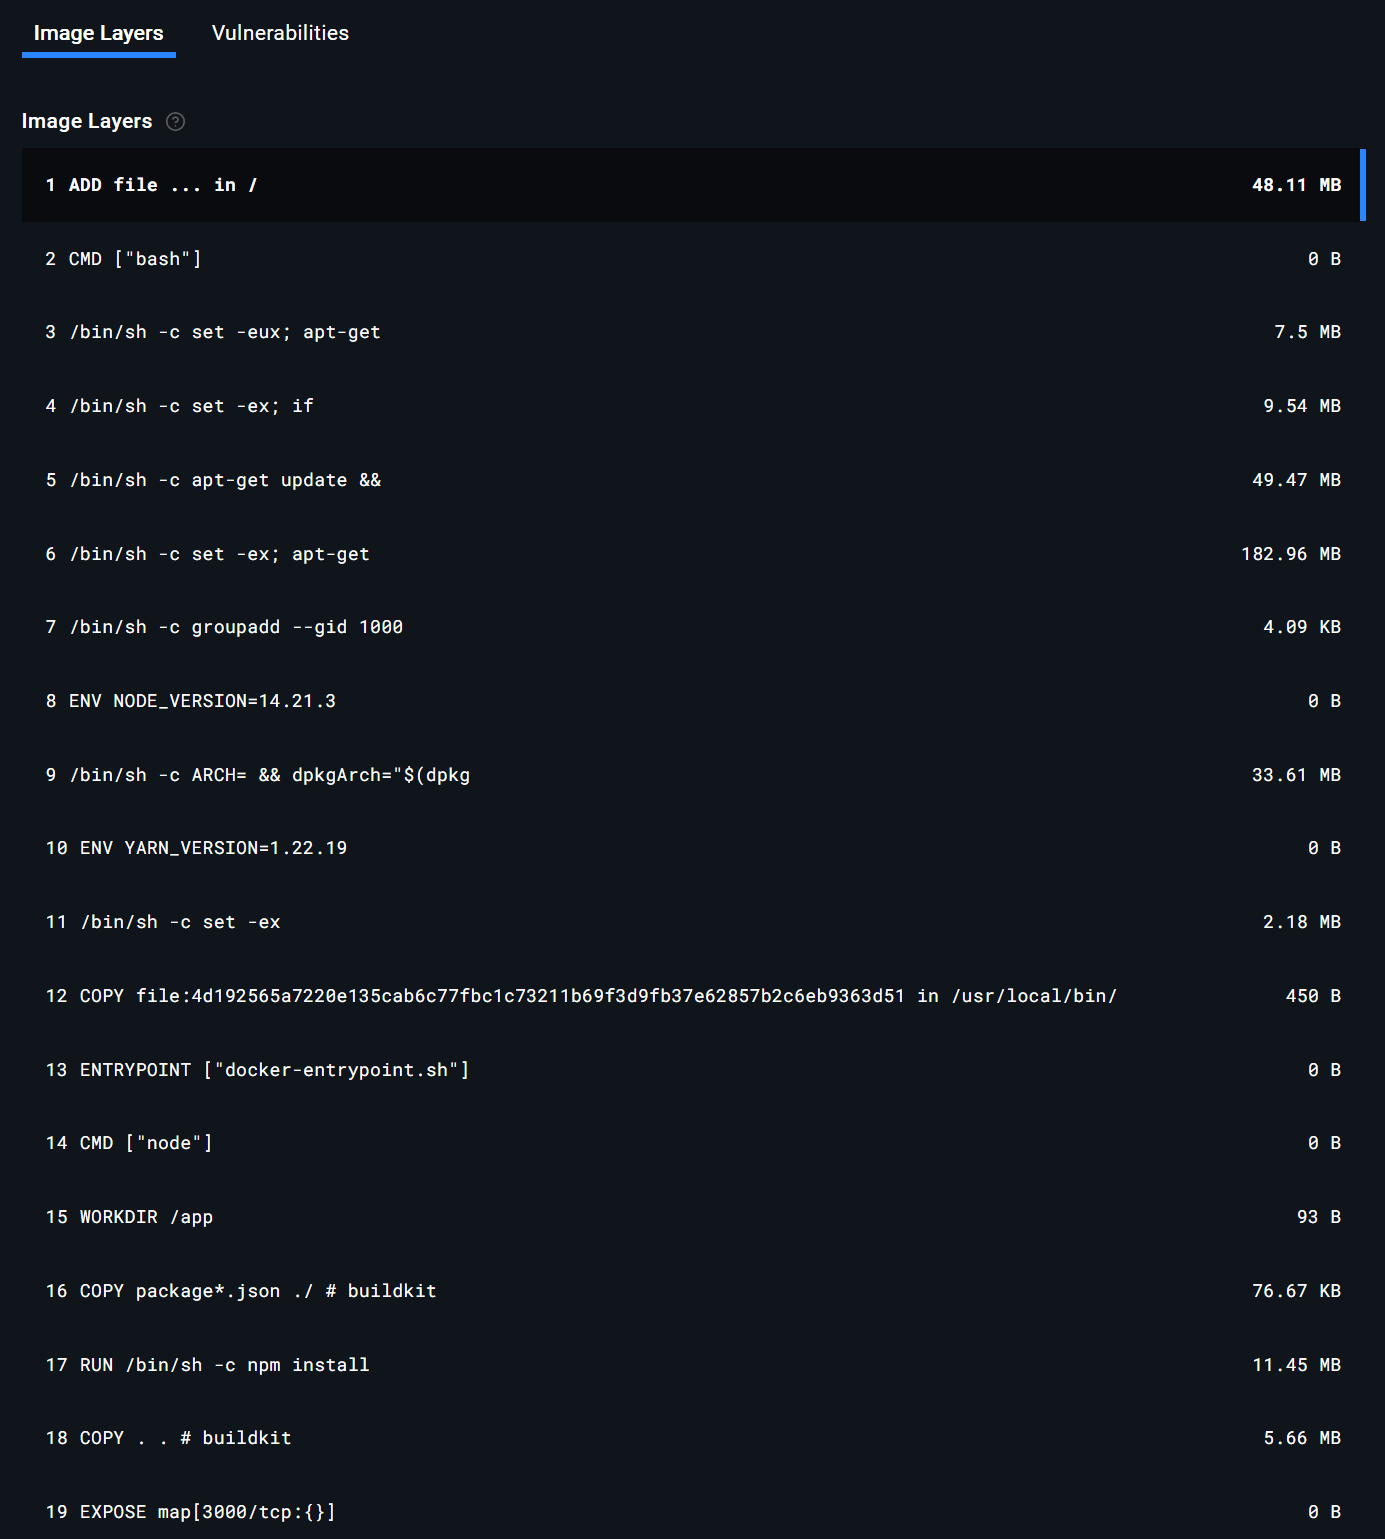 Image Layers Vulnerabilities
Image Layers ?
1 ADD file ... in / 48.11 MB
2 CMD ["bash"] 0 B
3 /bin/sh -c set -eux; apt-get 7.5 MB
4 /bin/sh -c set -ex; if 9.54 MB
5 /bin/sh -c apt-get update && 49.47 MB
6 /bin/sh -c set -ex; apt-get 182.96 MB
7 /bin/sh -c groupadd --gid 1000 4.09 KB
8 ENV NODE_VERSION=14.21.3 0 B
9 /bin/sh -c ARCH= && dpkgArch="$(dpkg 33.61 MB
10 ENV YARN_VERSION=1.22.19 0 B
11 /bin/sh -c set -ex 2.18 MB
12 COPY file:4d192565a7220e135cab6c77fbc1c73211b69f3d9fb37e62857b2c6eb9363d51 in /usr/local/bin/ 450 B
13 ENTRYPOINT ["docker-entrypoint.sh"] 0 B
14 CMD ["node"] 0 B
15 WORKDIR /app 93 B
16 COPY package*.json ./ # buildkit 76.67 KB
17 RUN /bin/sh -c npm install 11.45 MB
18 COPY . . # buildkit 5.66 MB
19 EXPOSE map[3000/tcp:{}] 0 B